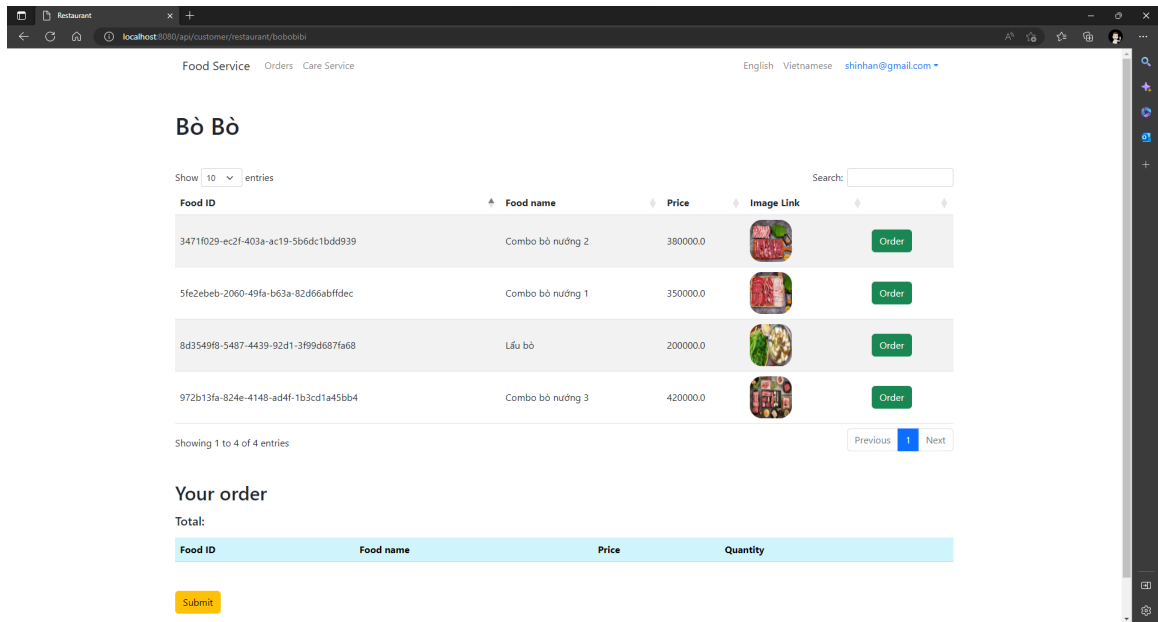 Restaurant
localhost:8080/api/customer/restaurant/bobobibi
Food Service Orders Care Service English Vietnamese shinhan@gmail.com
Bò Bò
Show 10 entries Search:
Food ID Food name Price Image Link
3471f029-ec2f-403a-ac19-5b6dc1bdd939 Combo bò nướng 2 380000.0 Order
5fe2ebeb-2060-49fa-b63a-82d66abffdec Combo bò nướng 1 350000.0 Order
8d3549f8-5487-4439-92d1-3f99d687fa68 Lẩu bò 200000.0 Order
972b13fa-824e-4148-ad4f-1b3cd1a45bb4 Combo bò nướng 3 420000.0 Order
Showing 1 to 4 of 4 entries Previous 1 Next
Your order
Total:
Food ID Food name Price Quantity
Submit